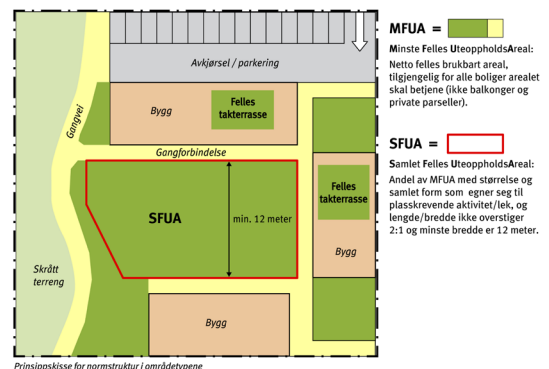 Avkjørsel / parkering
Bygg
Felles
takterrasse
Gangvei
Gangforbindelse
SFUA
min. 12 meter
Felles
takterrasse
Bygg
Skrått
terreng
Bygg
Prinsippskisse for normstruktur i områdetypene
MFUA =
Minste Felles UteoppholdsAreal:
Netto felles brukbart areal,
tilgjengelig for alle boliger arealet
skal betjene (ikke balkonger og
private parseller).
SFUA =
Samlet Felles UteoppholdsAreal:
Andel av MFUA med størrelse og
samlet form som egner seg til
plasskrevende aktivitet/lek, og
lengde/bredde ikke overstiger
2:1 og minste bredde er 12 meter.